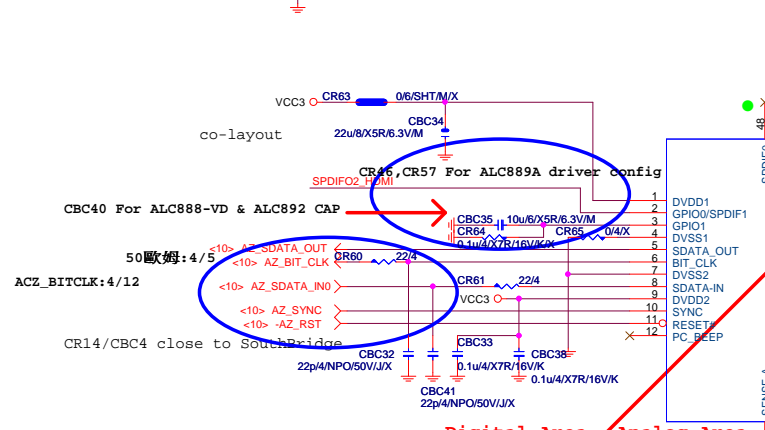 VCC3
CR63
0/6/SHT/M/X
CBC34
22u/8/X5R/6.3V/M
co-layout
48
CR46,CR57 For ALC889A driver config
SPDIFO2_HDMI
CBC40 For ALC888-VD & ALC892 CAP
CBC35
10u/6/X5R/6.3V/M
CR64
0.1u/4/X7R/16V/K/X
CR65
0/4/X
1 DVDD1
2 GPIO0/SPDIF1
3 GPIO1
4 DVSS1
5 SDATA_OUT
6 BIT_CLK
7 DVSS2
8 SDATA-IN
9 DVDD2
10 SYNC
11 RESET#
12 PC_BEEP
50歐姆:4/5
<10> AZ_SDATA_OUT
<10> AZ_BIT_CLK
CR60
22/4
ACZ_BITCLK:4/12
<10> AZ_SDATA_IN0
CR61
22/4
VCC3
<10> AZ_SYNC
<10> -AZ_RST
CR14/CBC4 close to SouthBridge
CBC32
22p/4/NPO/50V/J/X
CBC33
0.1u/4/X7R/16V/K
CBC38
0.1u/4/X7R/16V/K
CBC41
22p/4/NPO/50V/J/X
SENSE A
Digital Area
Analog Area